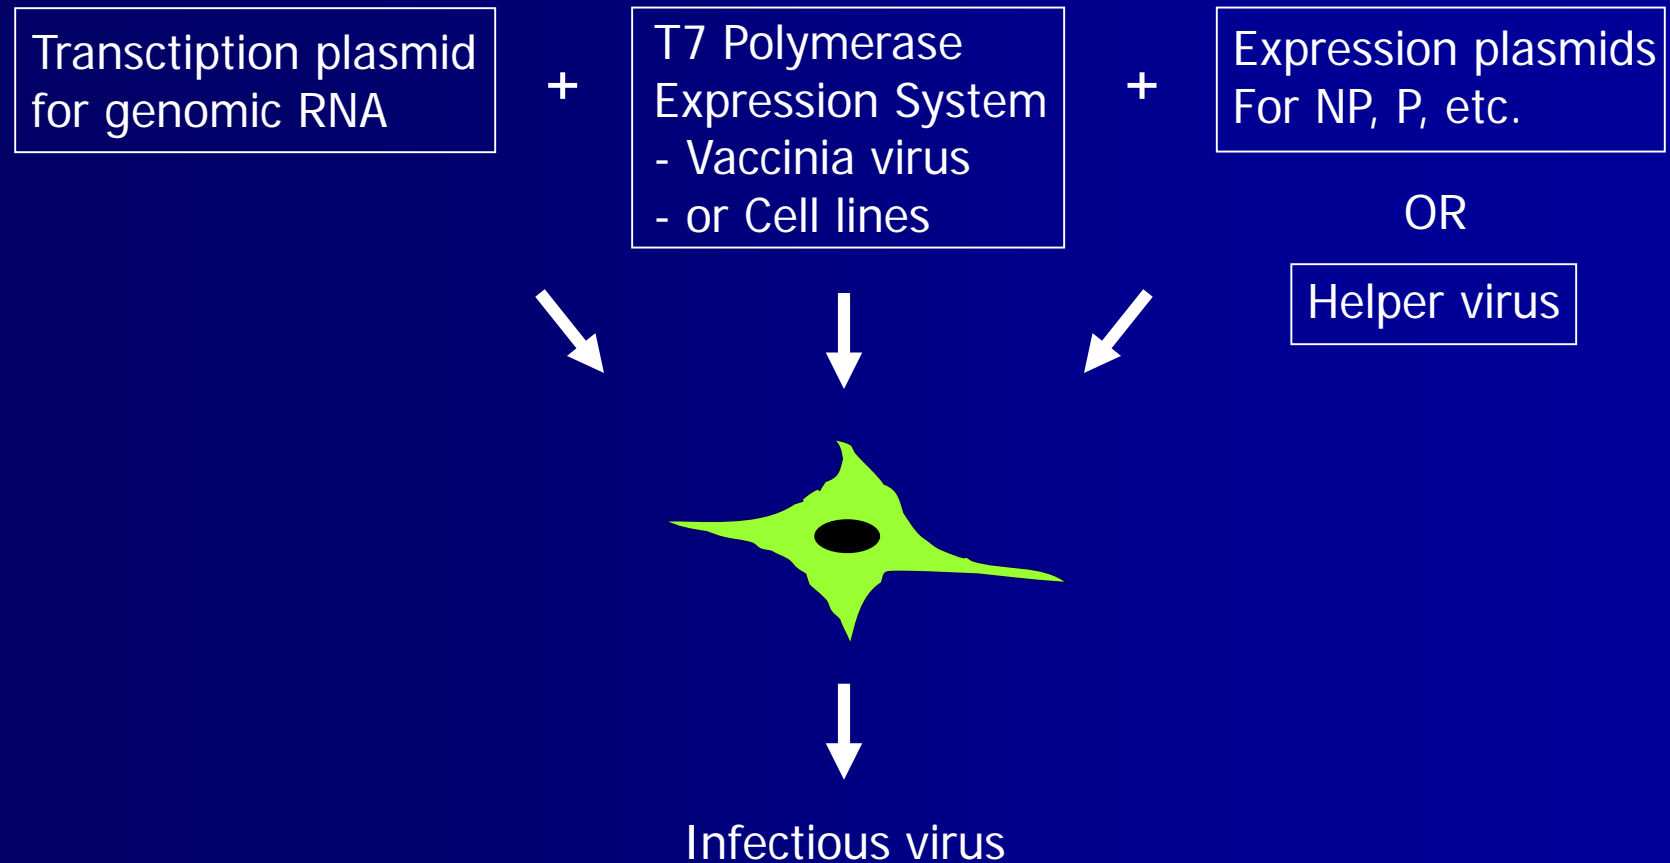 Transctiption plasmid
for genomic RNA
+
T7 Polymerase
Expression System
- Vaccinia virus
- or Cell lines
+
Expression plasmids
For NP, P, etc.
OR
Helper virus
Infectious virus